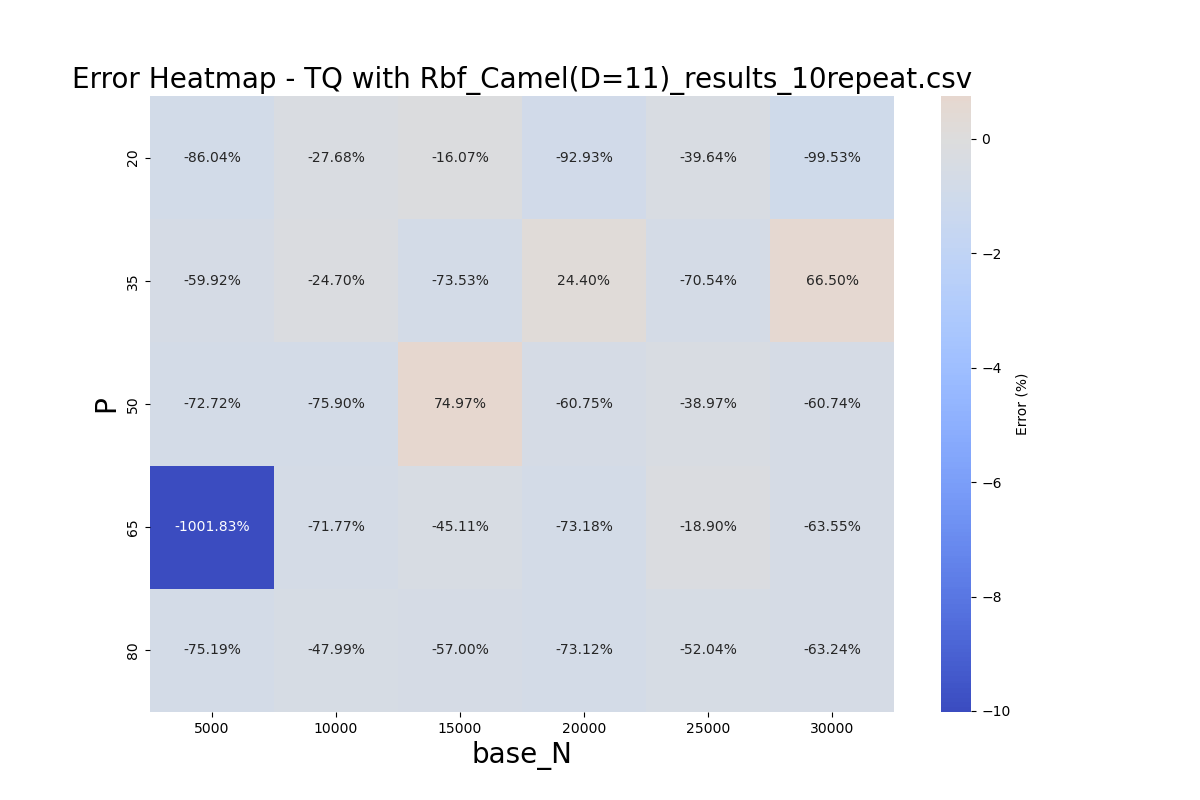 Error Heatmap - TQ with Rbf_Camel(D=11)_results_10repeat.csv
20 -86.04% -27.68% -16.07% -92.93% -39.64% -99.53%
35 -59.92% -24.70% -73.53% 24.40% -70.54% 66.50%
50 -72.72% -75.90% 74.97% -60.75% -38.97% -60.74%
65 -1001.83% -71.77% -45.11% -73.18% -18.90% -63.55%
80 -75.19% -47.99% -57.00% -73.12% -52.04% -63.24%
P
5000 10000 15000 20000 25000 30000
base_N
0
−2
−4
−6
−8
−10
Error (%)